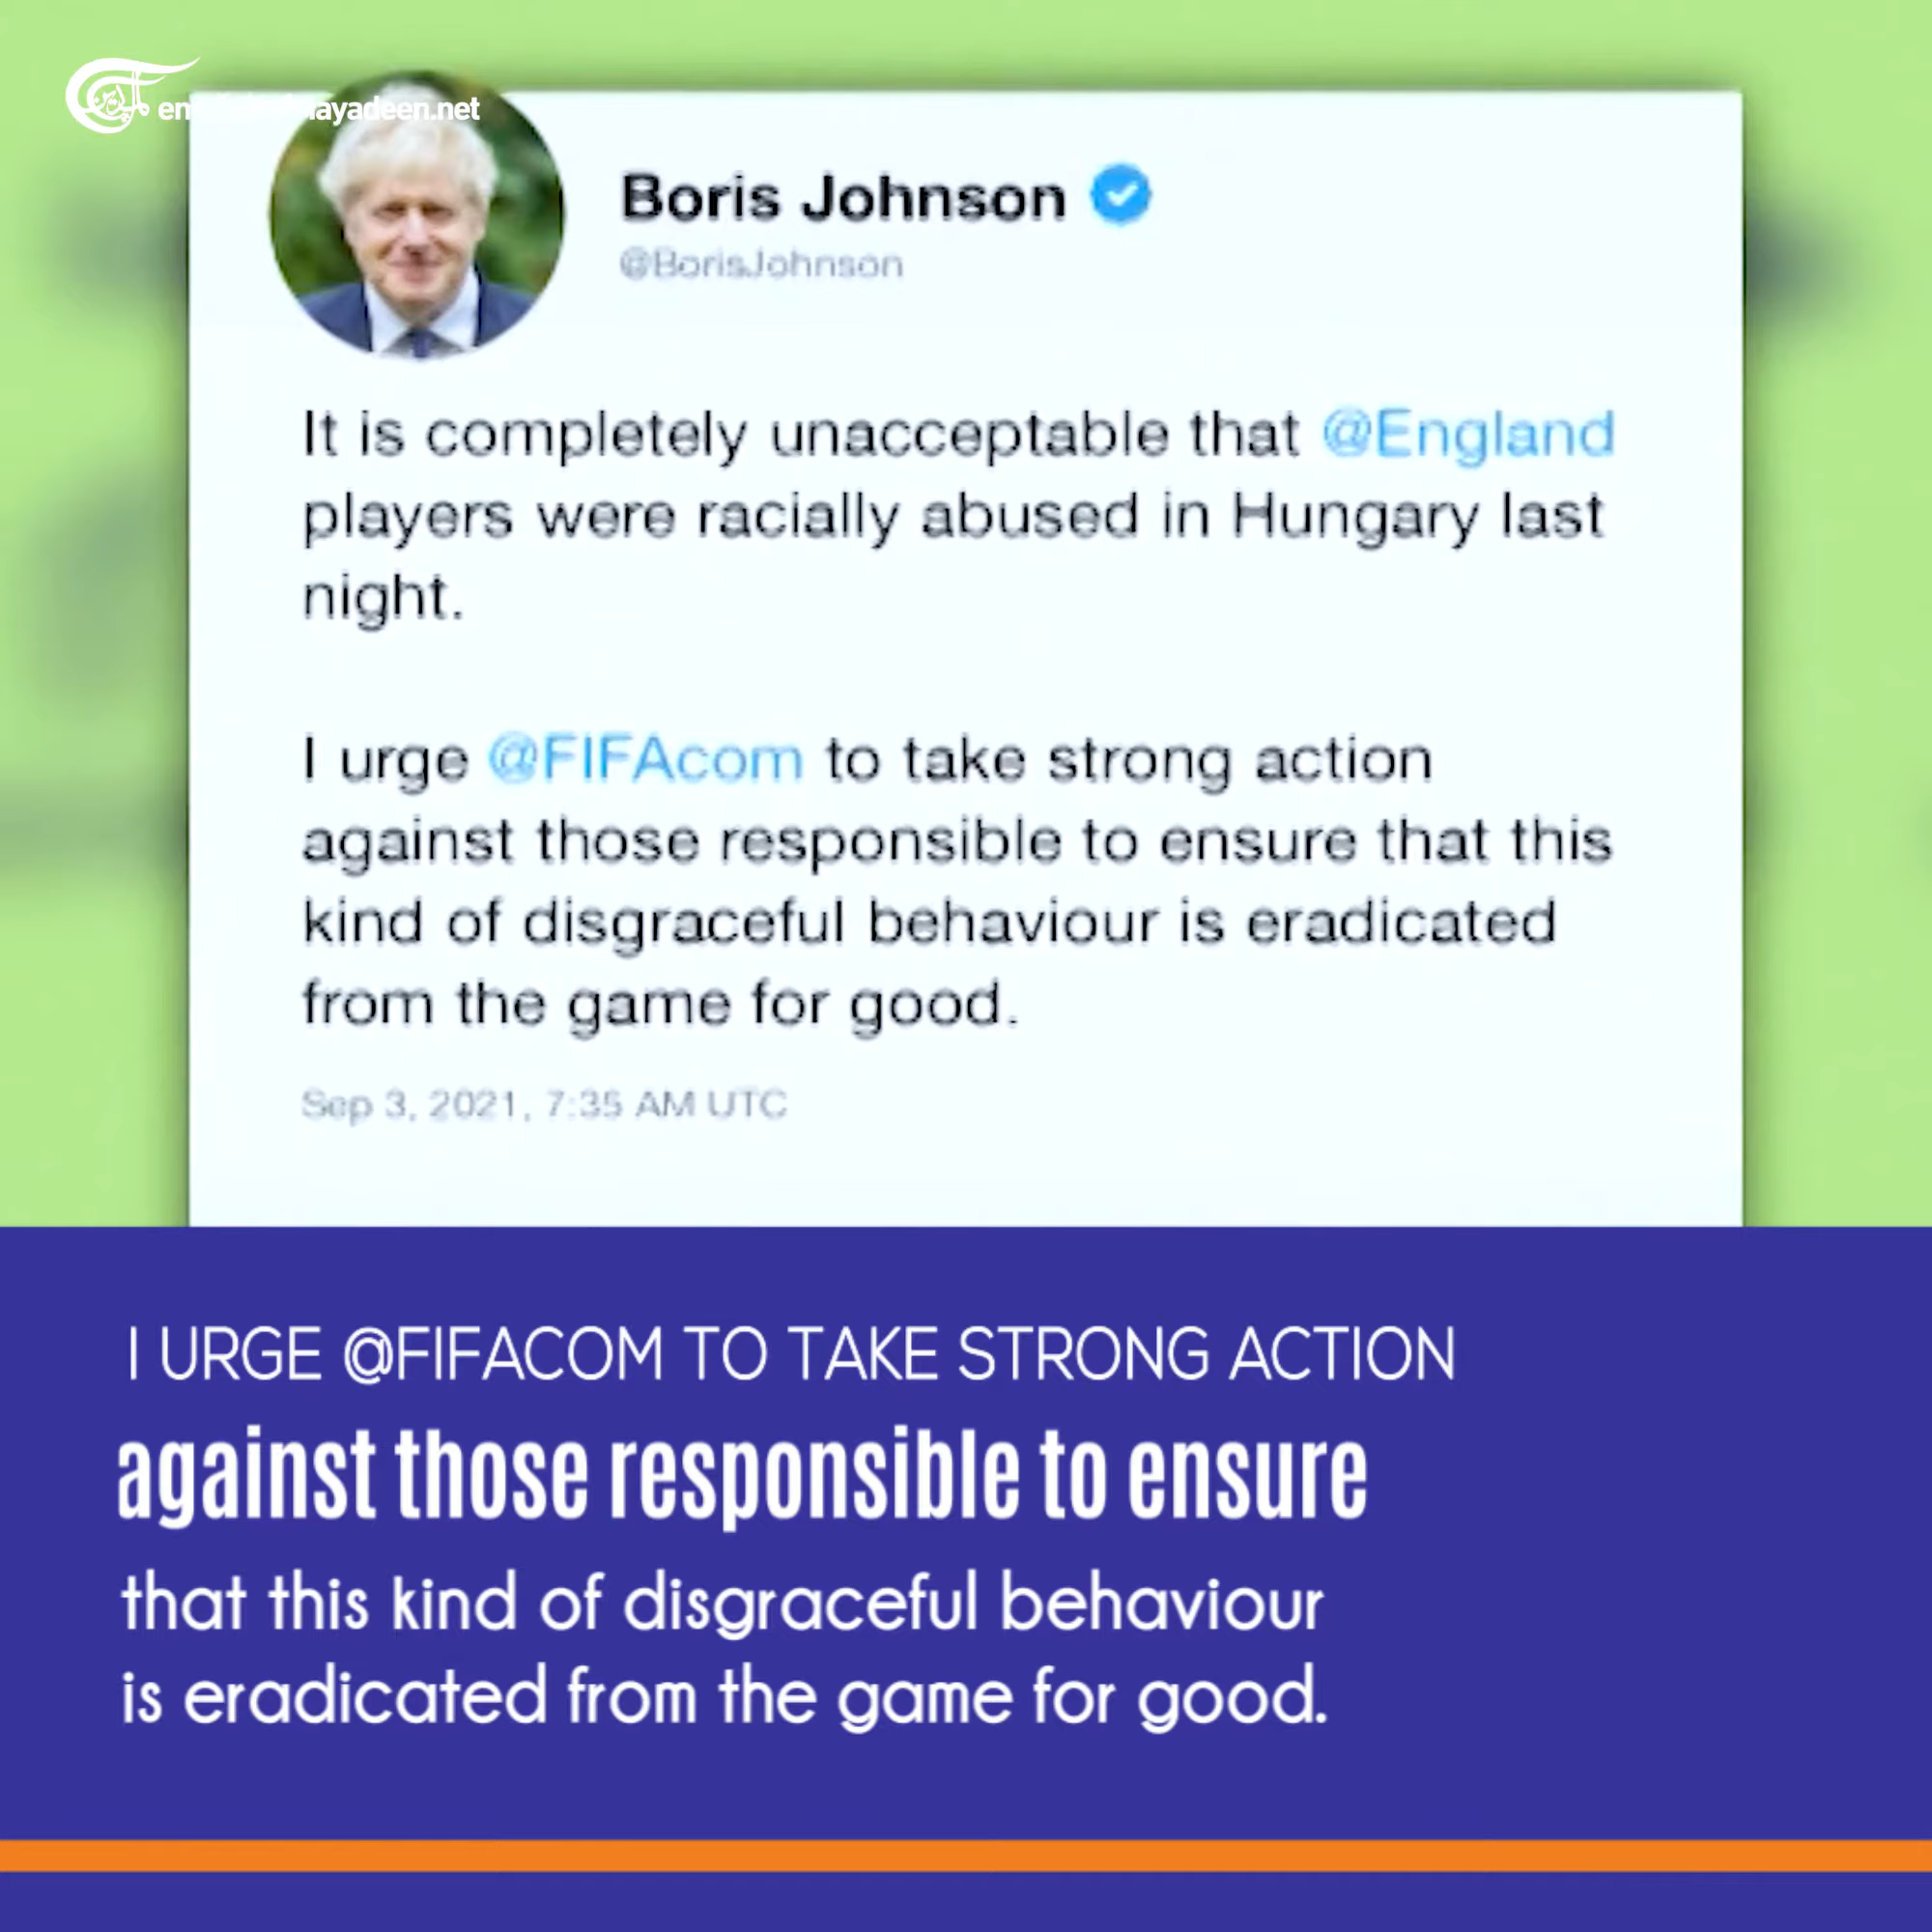 ayadeen.net
Boris Johnson
@BorisJohnson
It is completely unacceptable that @England
players were racially abused in Hungary last
night.
I urge @FIFAcom to take strong action
against those responsible to ensure that this
kind of disgraceful behaviour is eradicated
from the game for good.
Sep 3, 2021, 7:35 AM UTC
I URGE @FIFACOM TO TAKE STRONG ACTION
against those responsible to ensure
that this kind of disgraceful behaviour
is eradicated from the game for good.